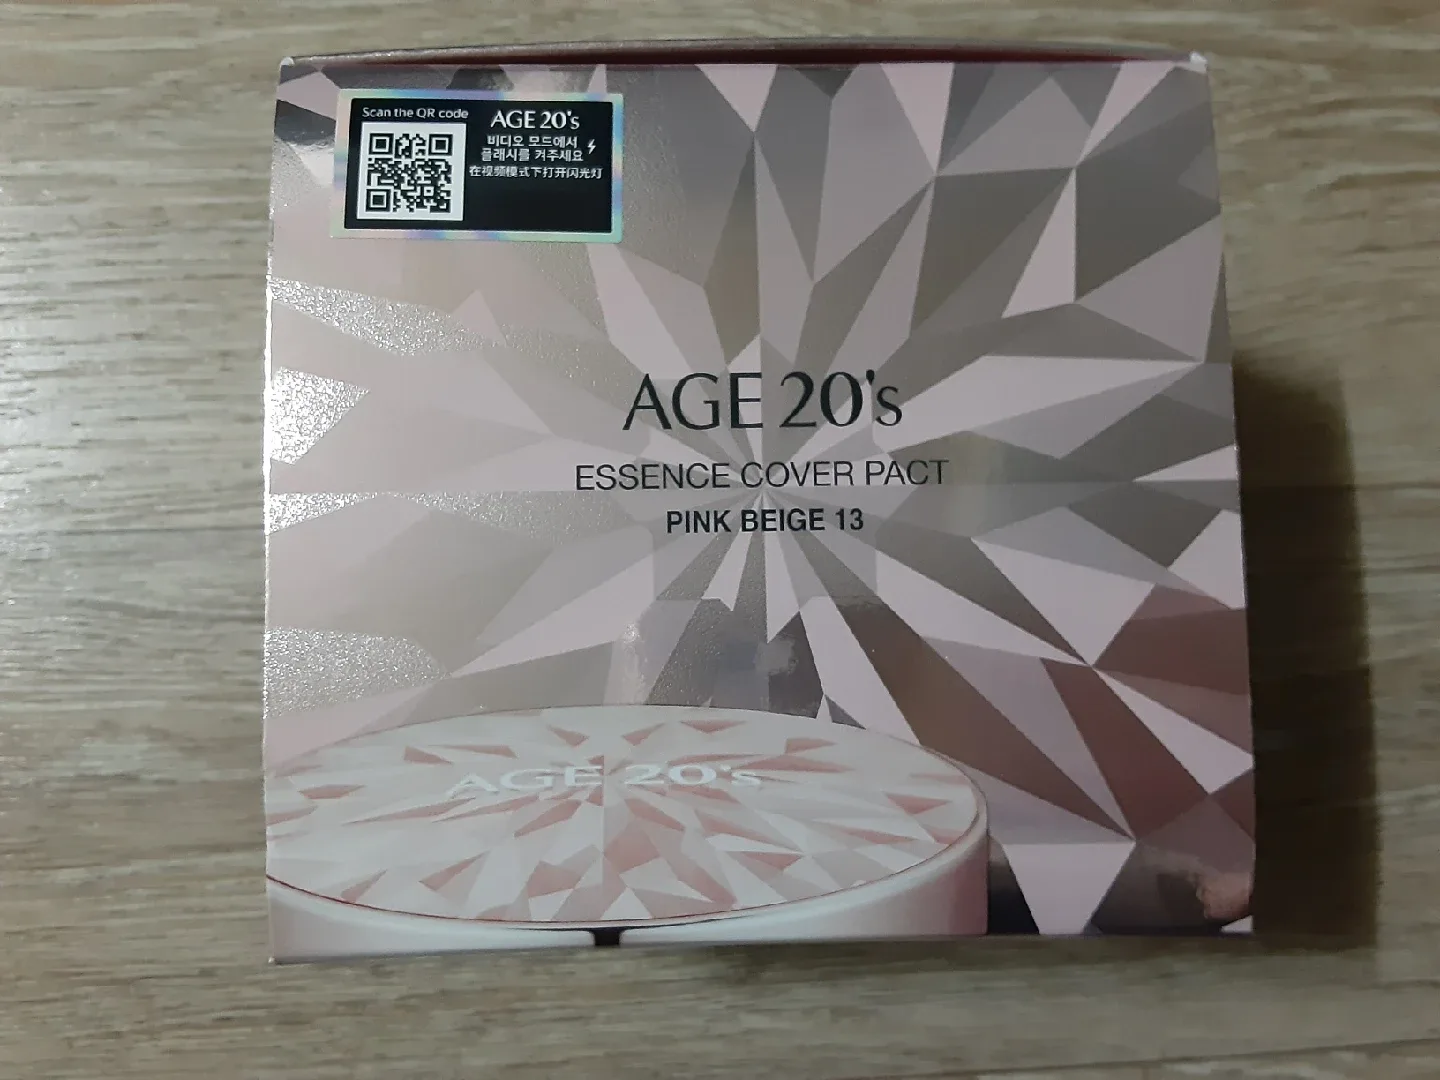 Scan the QR code
AGE 20's
비디오 모드에서
플래시를 켜주세요
在视频模式下打开闪光灯
AGE 20's
ESSENCE COVER PACT
PINK BEIGE 13
AGE 20's